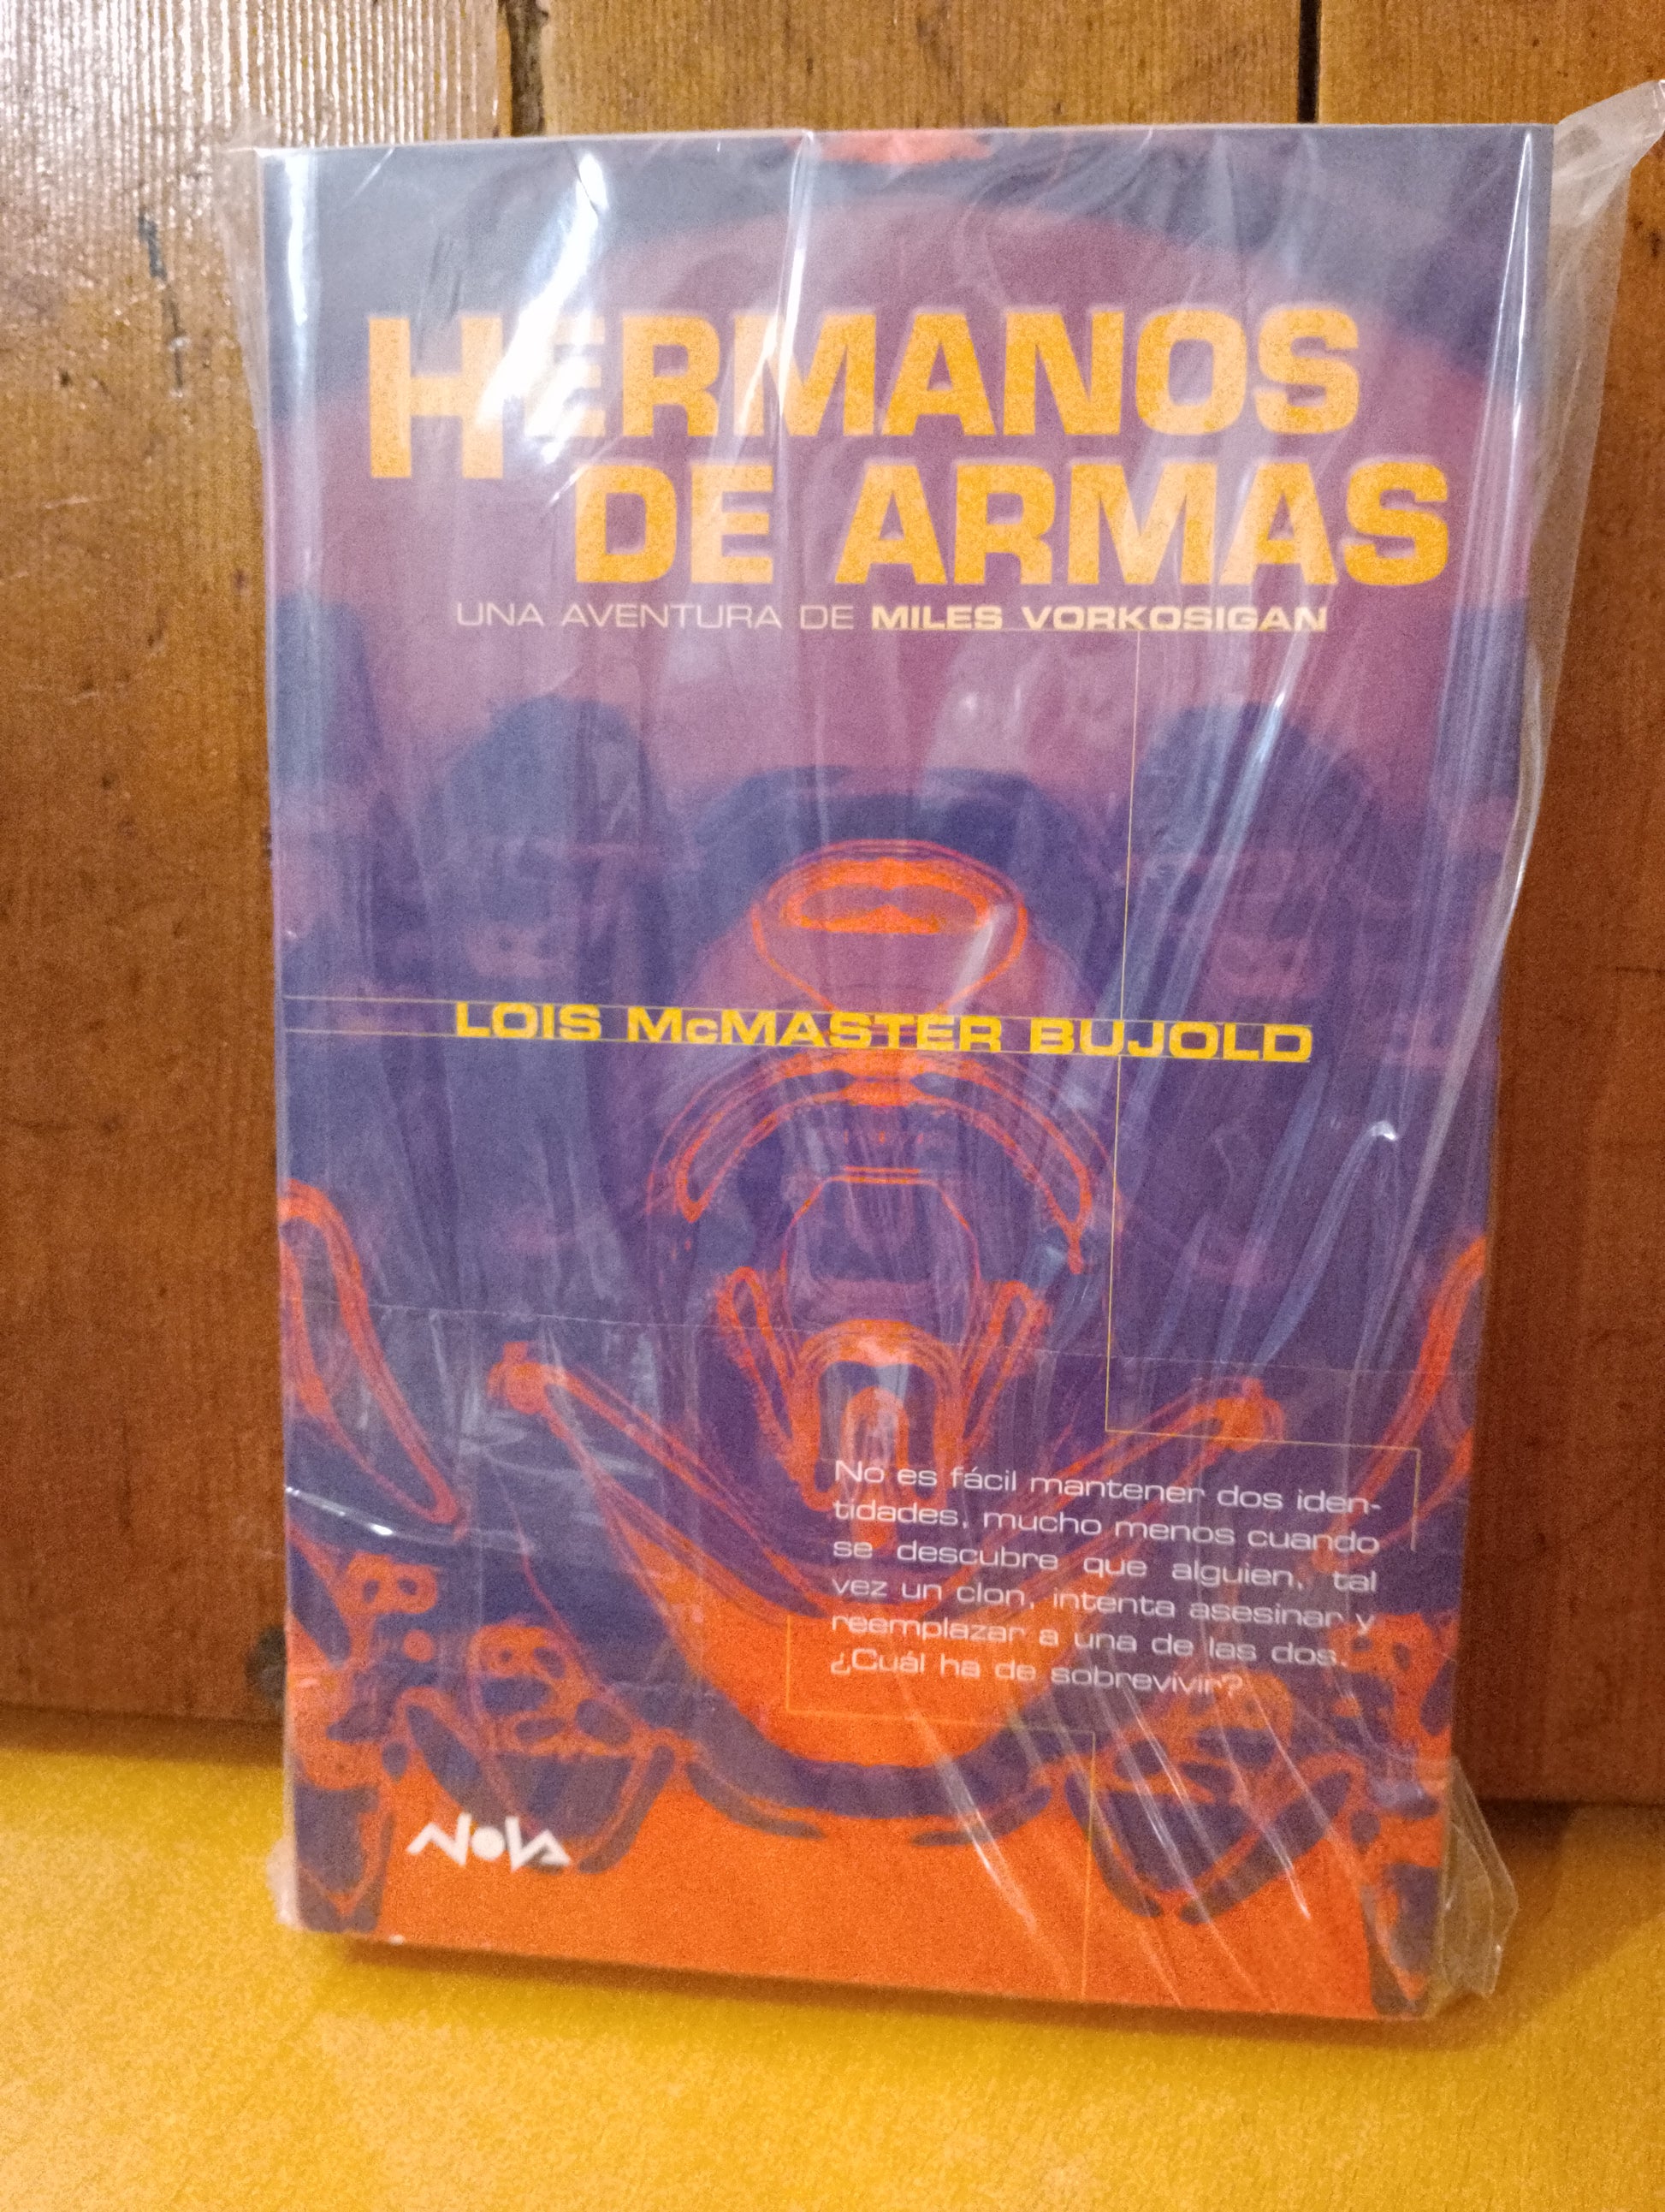 HERMANOS
DE ARMAS
UNA AVENTURA DE MILES VORKOSIGAN
LOIS McMASTER BUJOLD
No es fácil mantener dos iden-
tidades, mucho menos cuando
se descubre que alguien, tal
vez un clon, intenta asesinar y
reemplazar a una de las dos.
¿Cuál ha de sobrevivir?
NOVA